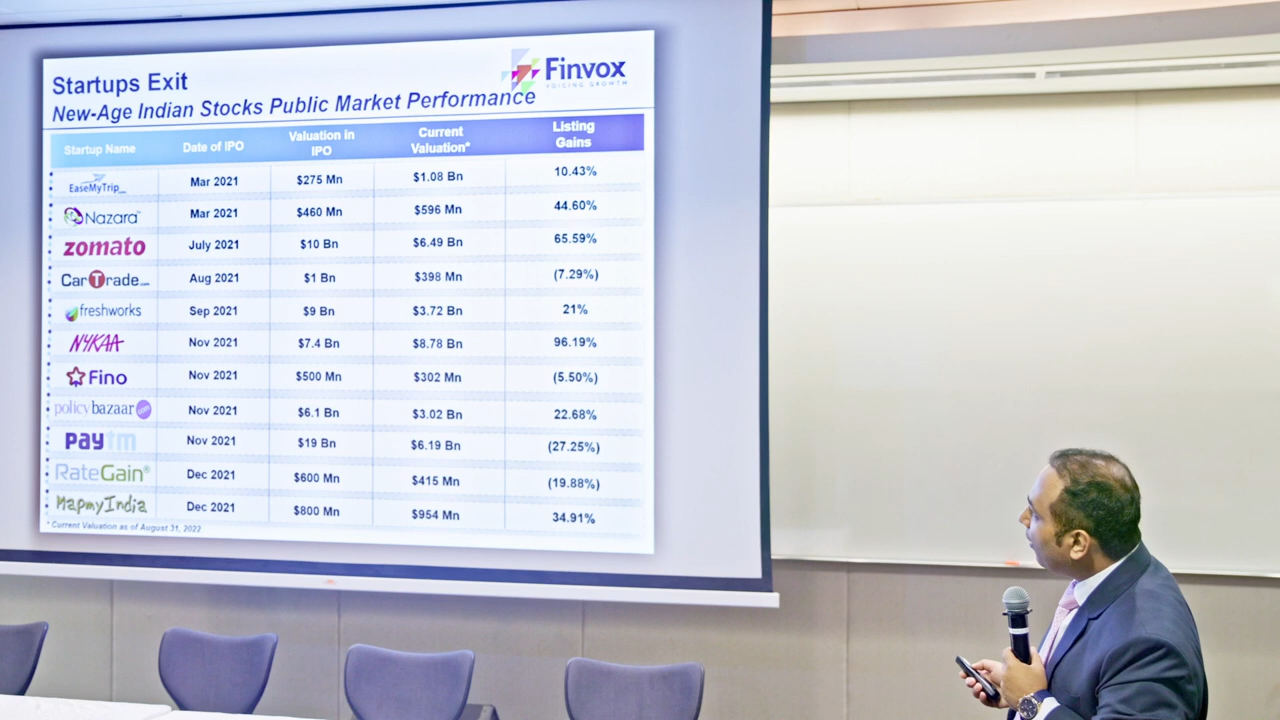 Startups Exit
Finvox
VOICING GROWTH
New-Age Indian Stocks Public Market Performance
Startup Name Date of IPO Valuation in IPO Current Valuation* Listing Gains
EaseMyTrip Mar 2021 $275 Mn $1.08 Bn 10.43%
Nazara Mar 2021 $460 Mn $596 Mn 44.60%
zomato July 2021 $10 Bn $6.49 Bn 65.59%
CarTrade.com Aug 2021 $1 Bn $398 Mn (7.29%)
freshworks Sep 2021 $9 Bn $3.72 Bn 21%
NYKAA Nov 2021 $7.4 Bn $8.78 Bn 96.19%
Fino Nov 2021 $500 Mn $302 Mn (5.50%)
policybazaar com Nov 2021 $6.1 Bn $3.02 Bn 22.68%
paytm Nov 2021 $19 Bn $6.19 Bn (27.25%)
RateGain® Dec 2021 $600 Mn $415 Mn (19.88%)
MapmyIndia Dec 2021 $800 Mn $954 Mn 34.91%
* Current Valuation as of August 31, 2022